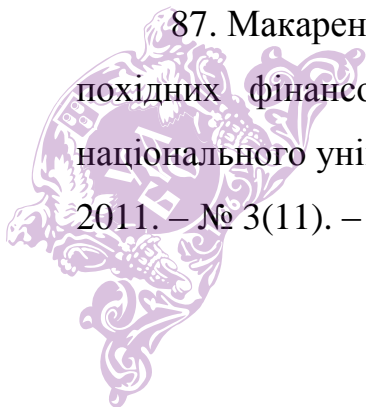 87. Макарен
похідних фінансо
національного уні
2011. – № 3(11). –